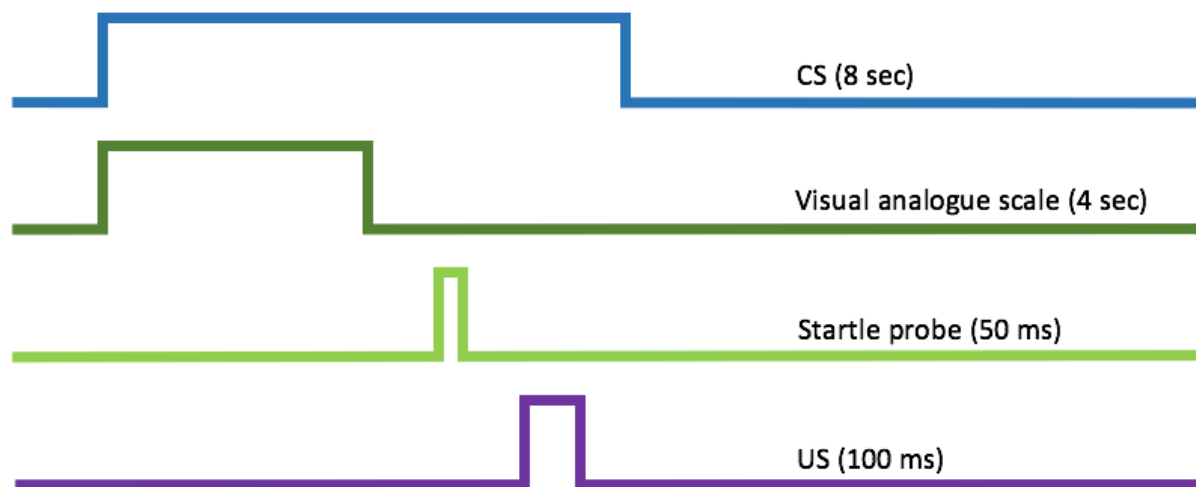 CS (8 sec)
Visual analogue scale (4 sec)
Startle probe (50 ms)
US (100 ms)